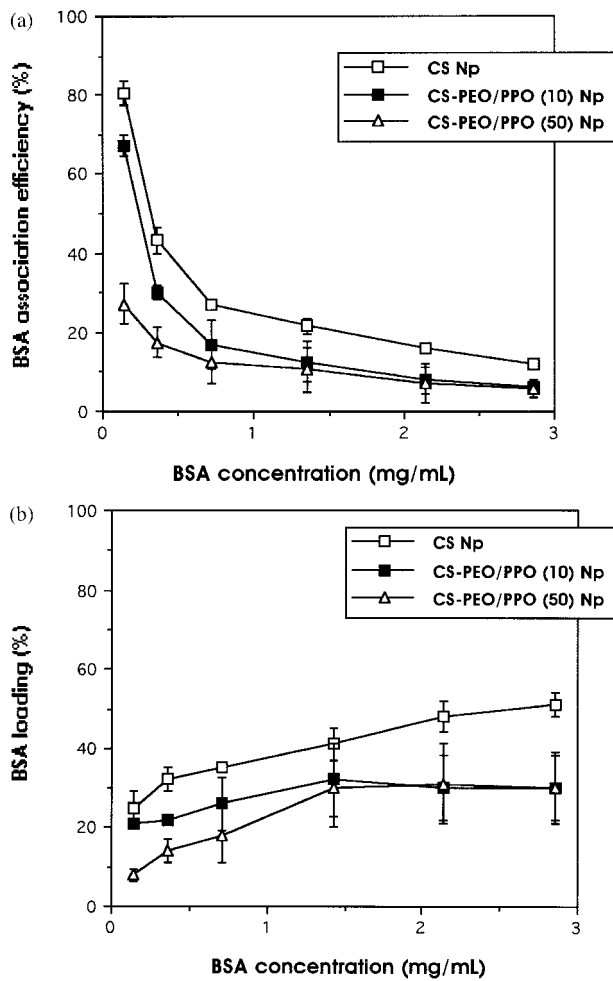 (a)
100
80
60
40
20
0
BSA association efficiency (%)
CS Np
CS-PEO/PPO (10) Np
CS-PEO/PPO (50) Np
0 1 2 3
BSA concentration (mg/mL)
(b)
100
80
60
40
20
0
BSA loading (%)
CS Np
CS-PEO/PPO (10) Np
CS-PEO/PPO (50) Np
0 1 2 3
BSA concentration (mg/mL)